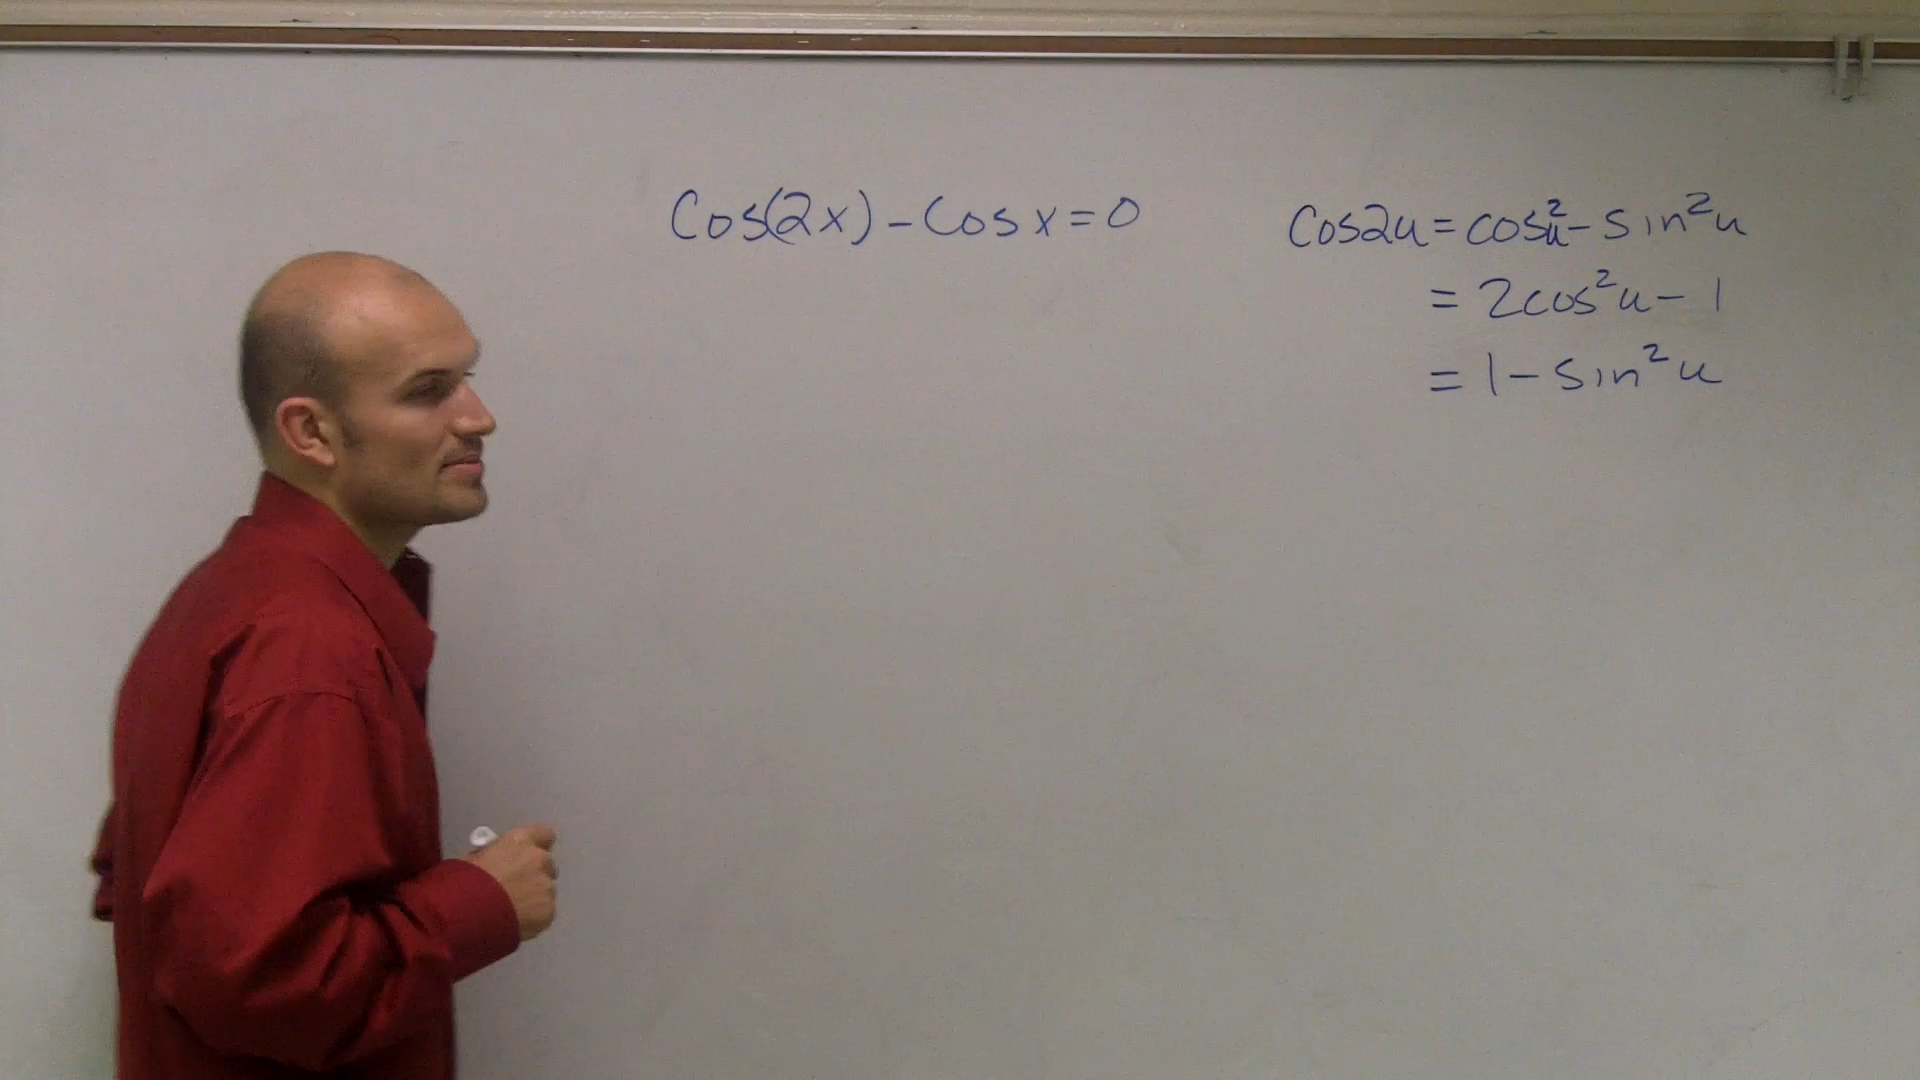 Cos(2x) - Cos x = 0
Cos2u = cos²u - sin²u
= 2cos²u - 1
= 1 - sin²u